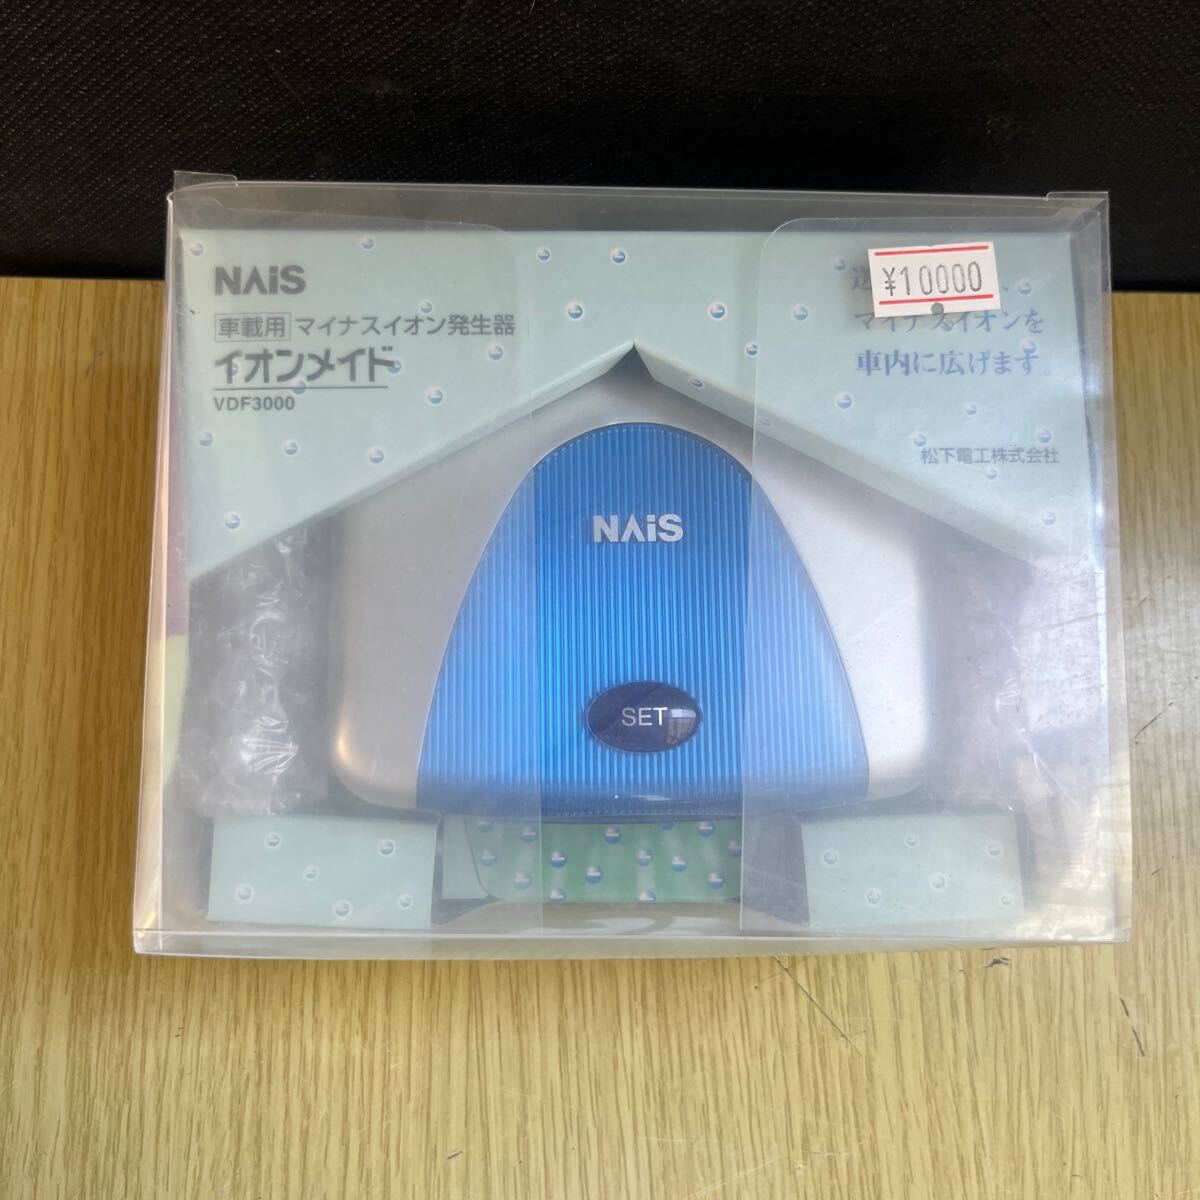 NAiS
車載用 マイナスイオン発生器
イオンメイド
VDF3000
¥10000
マイナスイオンを
車内に広げます。
松下電工株式会社
NAiS
SET